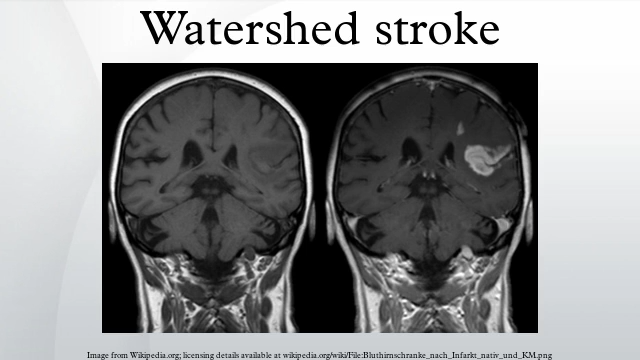 Watershed stroke
Image from Wikipedia.org; licensing details available at wikipedia.org/wiki/File:Bluthirnschranke_nach_Infarkt_nativ_und_KM.png